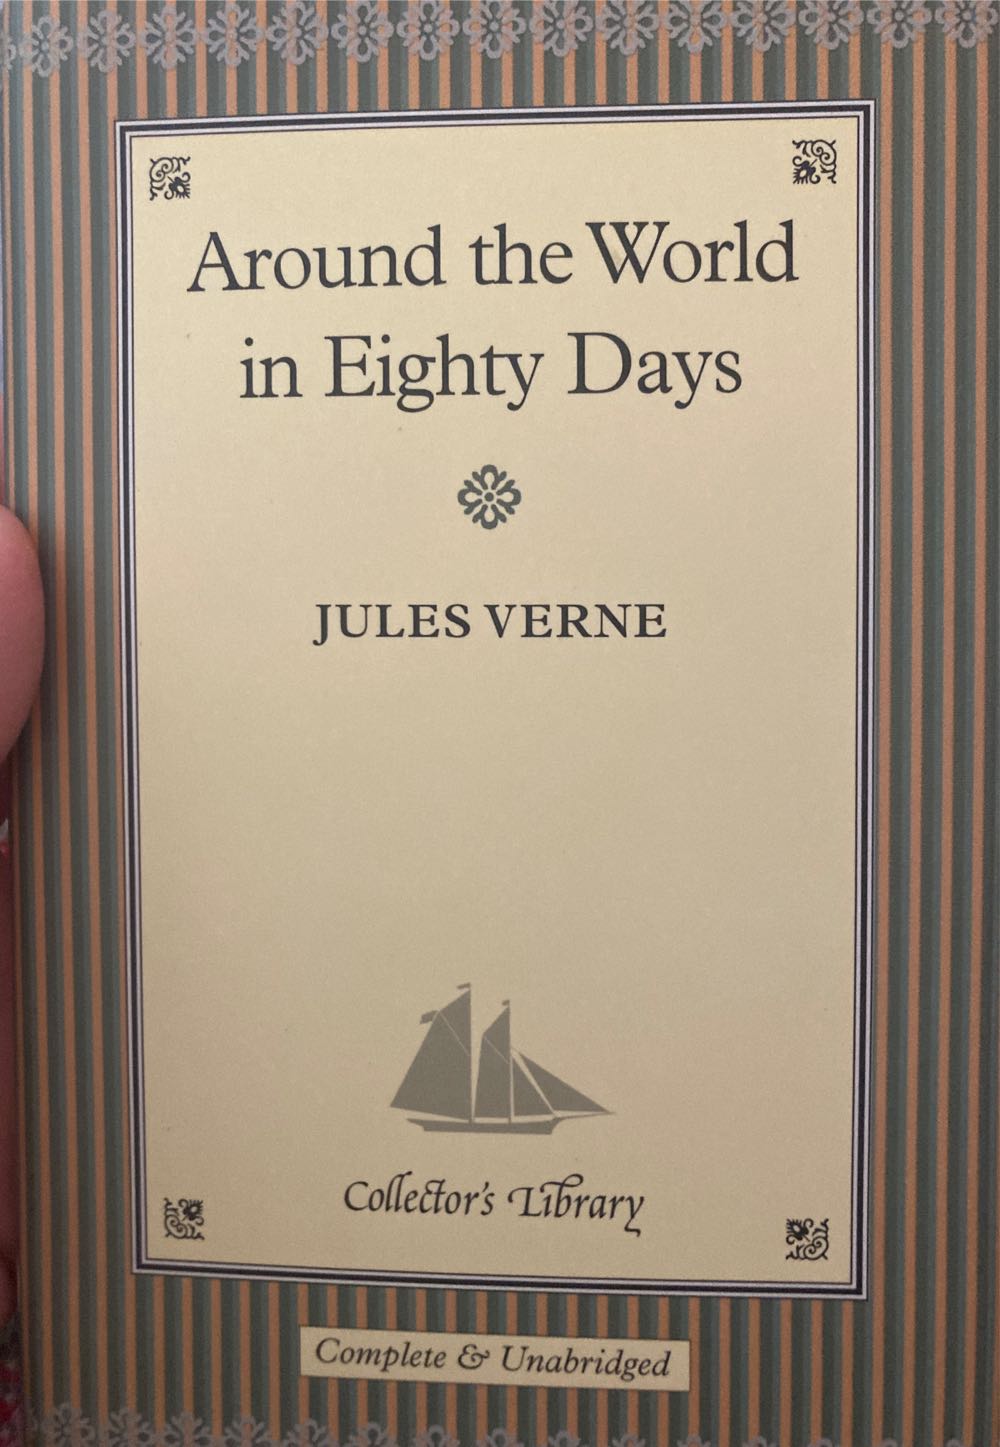 Around the World
in Eighty Days
JULES VERNE
Collector's Library
Complete & Unabridged